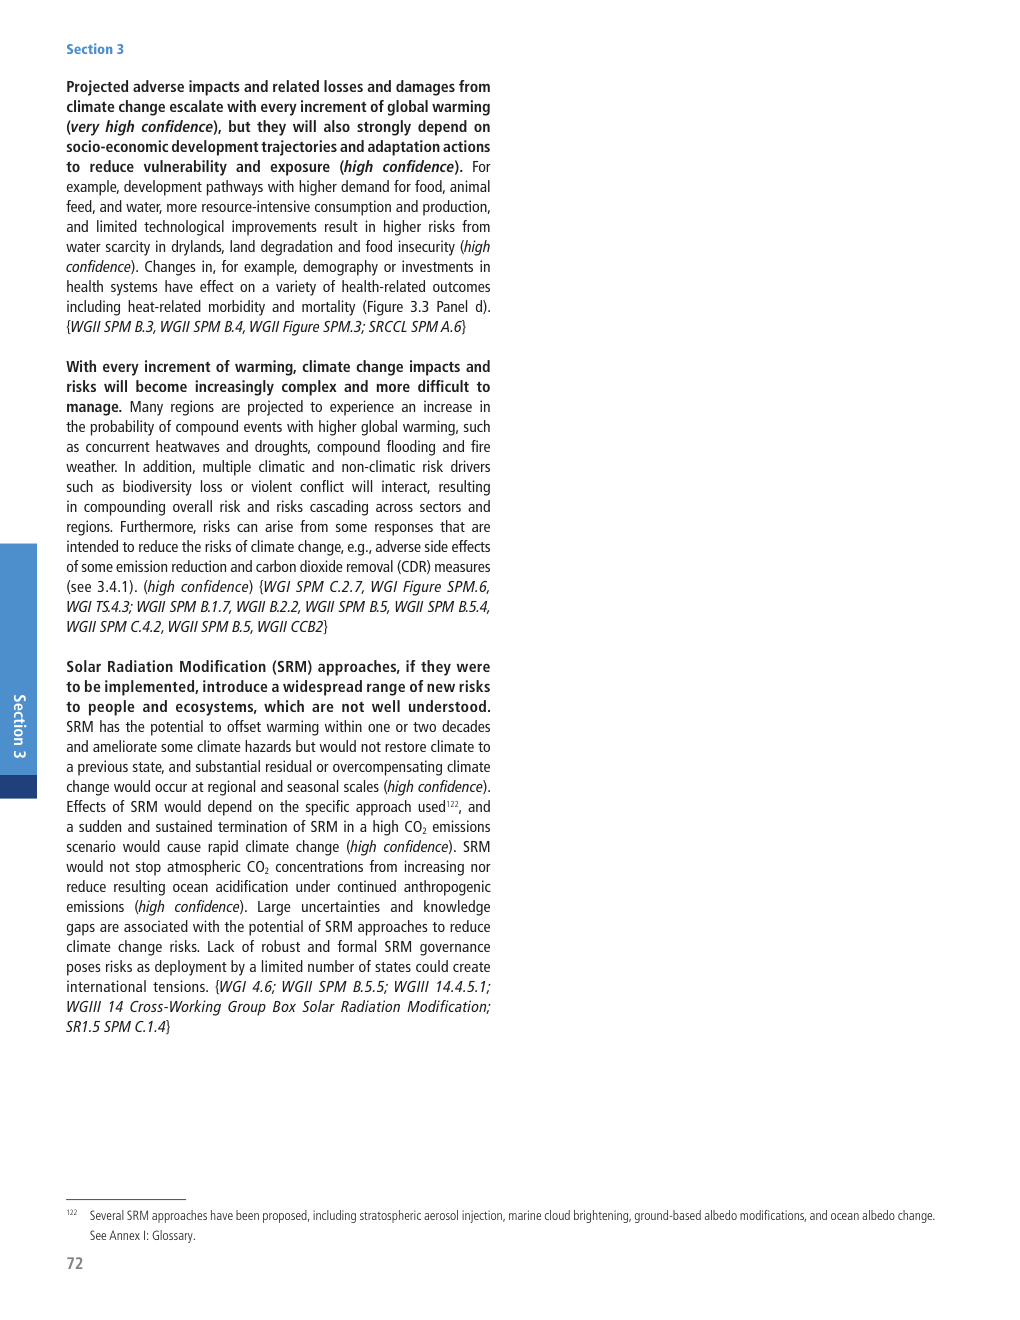 Section 3
Projected adverse impacts and related losses and damages from
climate change escalate with every increment of global warming
(very high confidence), but they will also strongly depend on
socio-economic development trajectories and adaptation actions
to reduce vulnerability and exposure (high confidence). For
example, development pathways with higher demand for food, animal
feed, and water, more resource-intensive consumption and production,
and limited technological improvements result in higher risks from
water scarcity in drylands, land degradation and food insecurity (high
confidence). Changes in, for example, demography or investments in
health systems have effect on a variety of health-related outcomes
including heat-related morbidity and mortality (Figure 3.3 Panel d).
{WGII SPM B.3, WGII SPM B.4, WGII Figure SPM.3; SRCCL SPM A.6}
With every increment of warming, climate change impacts and
risks will become increasingly complex and more difficult to
manage. Many regions are projected to experience an increase in
the probability of compound events with higher global warming, such
as concurrent heatwaves and droughts, compound flooding and fire
weather. In addition, multiple climatic and non-climatic risk drivers
such as biodiversity loss or violent conflict will interact, resulting
in compounding overall risk and risks cascading across sectors and
regions. Furthermore, risks can arise from some responses that are
intended to reduce the risks of climate change, e.g., adverse side effects
of some emission reduction and carbon dioxide removal (CDR) measures
(see 3.4.1). (high confidence) {WGI SPM C.2.7, WGI Figure SPM.6,
WGI TS.4.3; WGII SPM B.1.7, WGII B.2.2, WGII SPM B.5, WGII SPM B.5.4,
WGII SPM C.4.2, WGII SPM B.5, WGII CCB2}
Solar Radiation Modification (SRM) approaches, if they were
to be implemented, introduce a widespread range of new risks
to people and ecosystems, which are not well understood.
SRM has the potential to offset warming within one or two decades
and ameliorate some climate hazards but would not restore climate to
a previous state, and substantial residual or overcompensating climate
change would occur at regional and seasonal scales (high confidence).
Effects of SRM would depend on the specific approach used¹²², and
a sudden and sustained termination of SRM in a high CO₂ emissions
scenario would cause rapid climate change (high confidence). SRM
would not stop atmospheric CO₂ concentrations from increasing nor
reduce resulting ocean acidification under continued anthropogenic
emissions (high confidence). Large uncertainties and knowledge
gaps are associated with the potential of SRM approaches to reduce
climate change risks. Lack of robust and formal SRM governance
poses risks as deployment by a limited number of states could create
international tensions. {WGI 4.6; WGII SPM B.5.5; WGIII 14.4.5.1;
WGIII 14 Cross-Working Group Box Solar Radiation Modification;
SR1.5 SPM C.1.4}
Section 3
¹²² Several SRM approaches have been proposed, including stratospheric aerosol injection, marine cloud brightening, ground-based albedo modifications, and ocean albedo change.
See Annex I: Glossary.
72